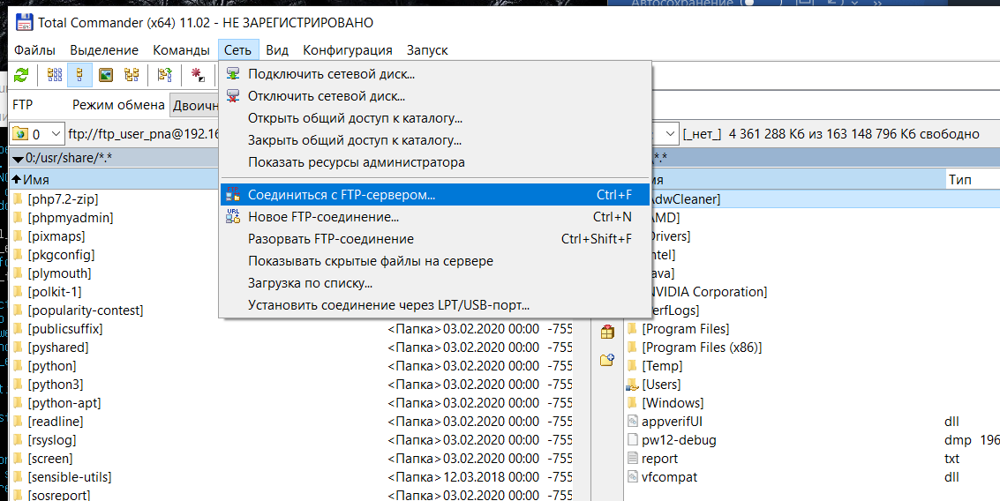 Автосохранение
Total Commander (x64) 11.02 - НЕ ЗАРЕГИСТРИРОВАНО
Файлы Выделение Команды Сеть Вид Конфигурация Запуск
FTP Режим обмена Двоичн
0 ftp://ftp_user_pna@192.16
[_нет_] 4 361 288 Кб из 163 148 796 Кб свободно
0:/usr/share/*.*
Имя
[php7.2-zip]
[phpmyadmin]
[pixmaps]
[pkgconfig]
[plymouth]
[polkit-1]
[popularity-contest]
[publicsuffix] <Папка> 03.02.2020 00:00 -755
[pyshared] <Папка> 03.02.2020 00:00 -755
[python] <Папка> 03.02.2020 00:00 -755
[python3] <Папка> 03.02.2020 00:00 -755
[python-apt] <Папка> 03.02.2020 00:00 -755
[readline] <Папка> 03.02.2020 00:00 -755
[rsyslog] <Папка> 03.02.2020 00:00 -755
[screen] <Папка> 03.02.2020 00:00 -755
[sensible-utils] <Папка> 12.03.2018 00:00 -755
[sosreport] <Папка> 03.02.2020 00:00 -755
Подключить сетевой диск...
Отключить сетевой диск...
Открыть общий доступ к каталогу...
Закрыть общий доступ к каталогу...
Показать ресурсы администратора
Соединиться с FTP-сервером... Ctrl+F
URL Новое FTP-соединение... Ctrl+N
Разорвать FTP-соединение Ctrl+Shift+F
Показывать скрытые файлы на сервере
Загрузка по списку...
Установить соединение через LPT/USB-порт...
\*.*
мя Тип
AdwCleaner]
AMD]
Drivers]
ntel]
ava]
NVIDIA Corporation]
erfLogs]
[Program Files]
[Program Files (x86)]
[Temp]
[Users]
[Windows]
appverifUI dll
pw12-debug dmp 196
report txt
vfcompat dll